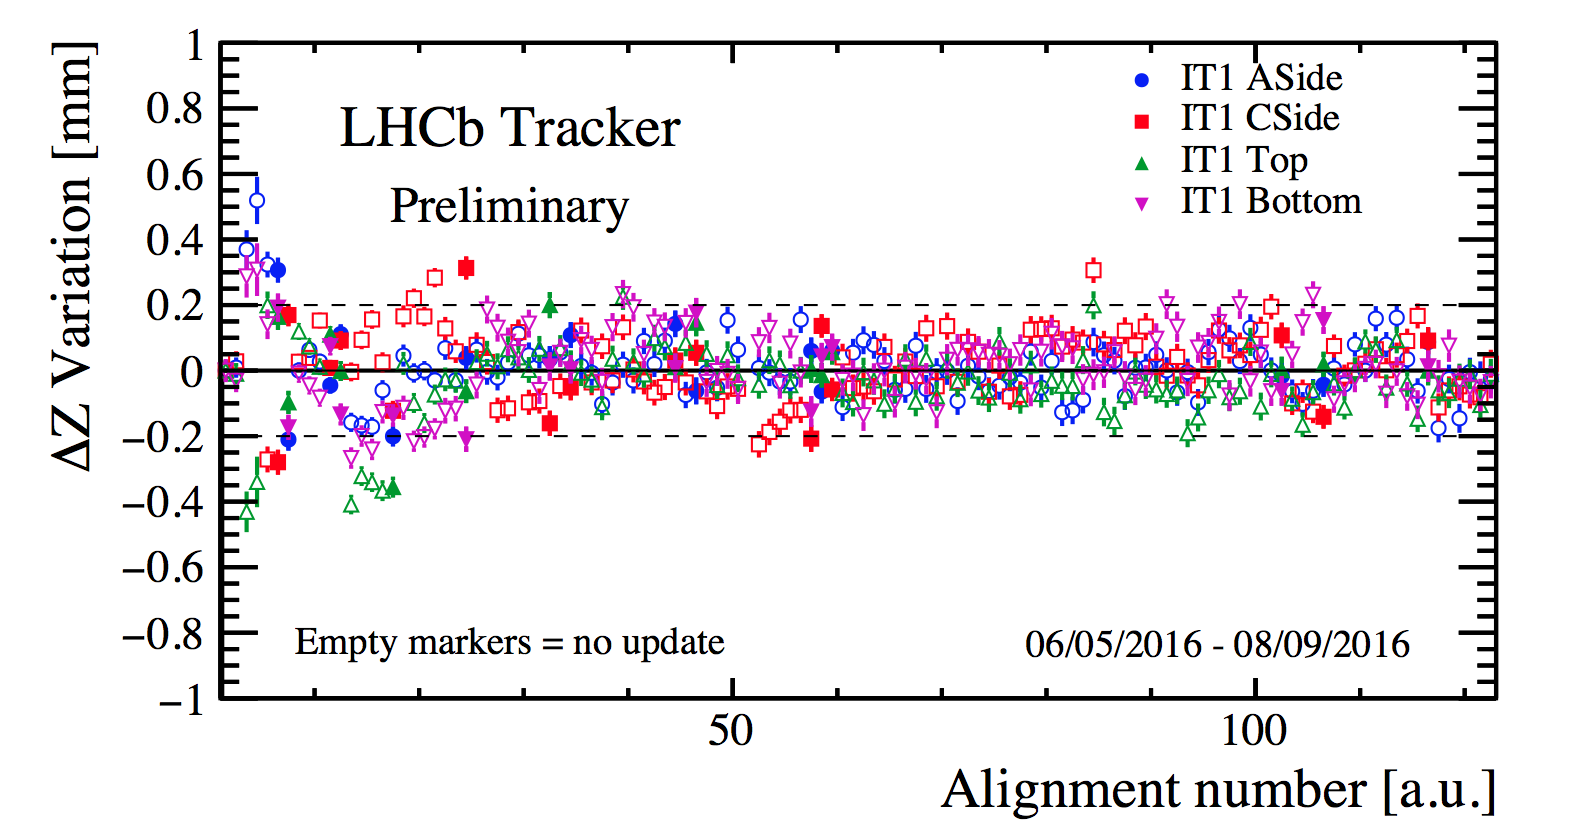 ΔZ Variation [mm]
1
0.8
0.6
0.4
0.2
0
−0.2
−0.4
−0.6
−0.8
−1
LHCb Tracker
Preliminary
IT1 ASide
IT1 CSide
IT1 Top
IT1 Bottom
Empty markers = no update
06/05/2016 - 08/09/2016
50
100
Alignment number [a.u.]